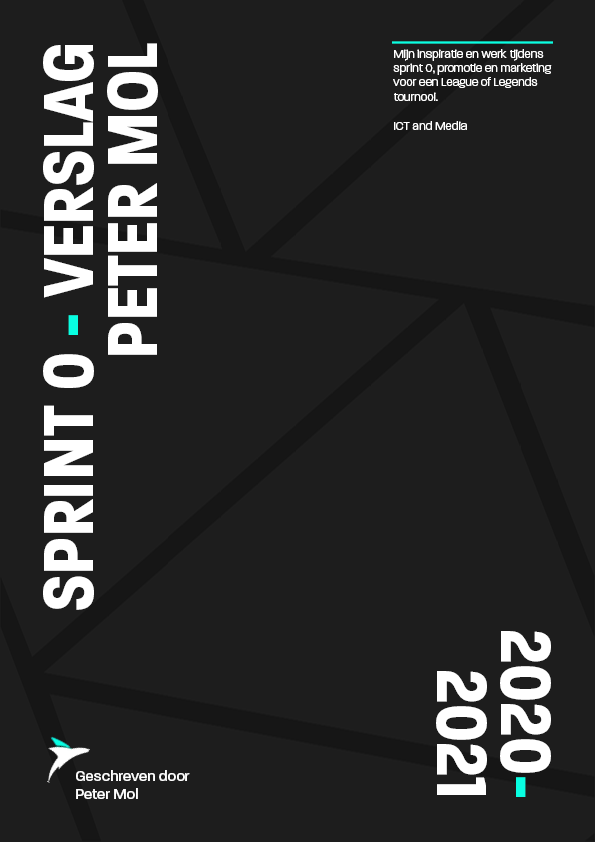 SPRINT 0 - VERSLAG
PETER MOL
Mijn inspiratie en werk tijdens
sprint 0, promotie en marketing
voor een League of Legends
tournooi.
ICT and Media
2020-
2021
Geschreven door
Peter Mol